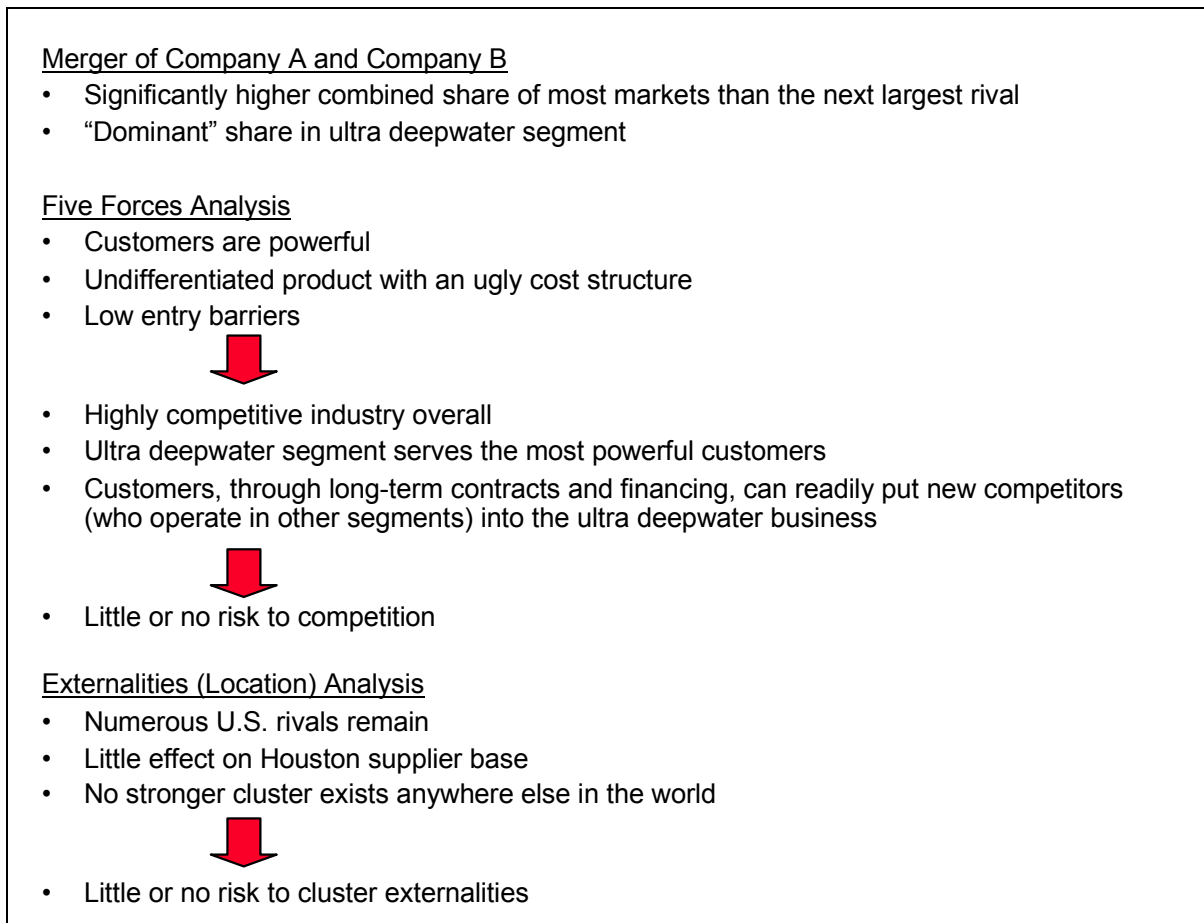 Merger of Company A and Company B
• Significantly higher combined share of most markets than the next largest rival
• “Dominant” share in ultra deepwater segment
Five Forces Analysis
• Customers are powerful
• Undifferentiated product with an ugly cost structure
• Low entry barriers
• Highly competitive industry overall
• Ultra deepwater segment serves the most powerful customers
• Customers, through long-term contracts and financing, can readily put new competitors
(who operate in other segments) into the ultra deepwater business
• Little or no risk to competition
Externalities (Location) Analysis
• Numerous U.S. rivals remain
• Little effect on Houston supplier base
• No stronger cluster exists anywhere else in the world
• Little or no risk to cluster externalities